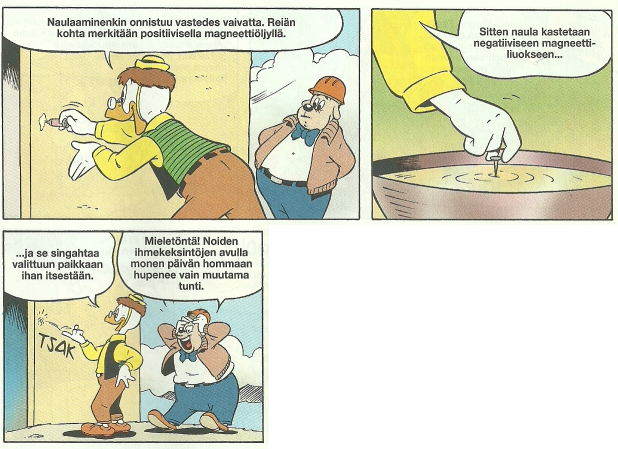 Naulaaminenkin onnistuu vastedes vaivatta. Reiän
kohta merkitään positiivisella magneettiöljyllä.
Sitten naula kastetaan
negatiiviseen magneetti-
liuokseen...
...ja se singahtaa
valittuun paikkaan
ihan itsestään.
Mieletöntä! Noiden
ihmekeksintöjen avulla
monen päivän hommaan
hupenee vain muutama
tunti.
TSAK